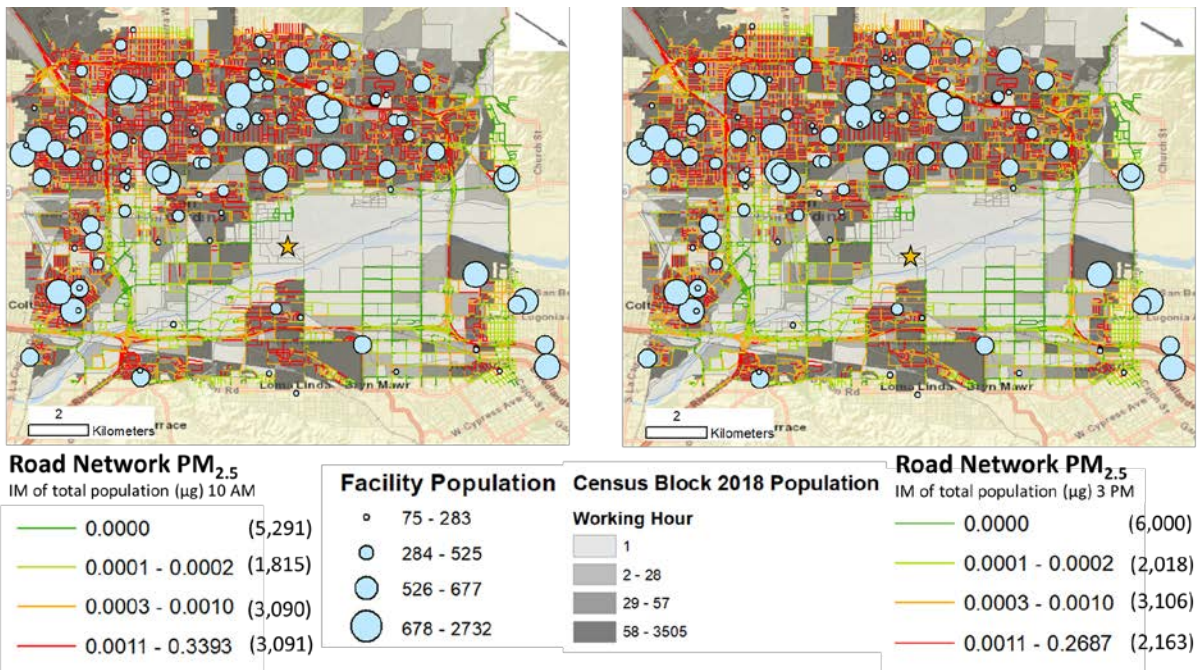 Church St
Colt
San Be
Lugonia A
Loma Linda Bryn Mawr
Rd
W Cypress Ave
2
Kilometers
rrace
Church St
Colt
San Be
Lugonia A
Loma Linda Bryn Mawr
Rd
W Cypress Ave
2
Kilometers
rrace
Road Network PM2.5
IM of total population (µg) 10 AM
0.0000 (5,291)
0.0001 - 0.0002 (1,815)
0.0003 - 0.0010 (3,090)
0.0011 - 0.3393 (3,091)
Facility Population
75 - 283
284 - 525
526 - 677
678 - 2732
Census Block 2018 Population
Working Hour
1
2 - 28
29 - 57
58 - 3505
Road Network PM2.5
IM of total population (µg) 3 PM
0.0000 (6,000)
0.0001 - 0.0002 (2,018)
0.0003 - 0.0010 (3,106)
0.0011 - 0.2687 (2,163)